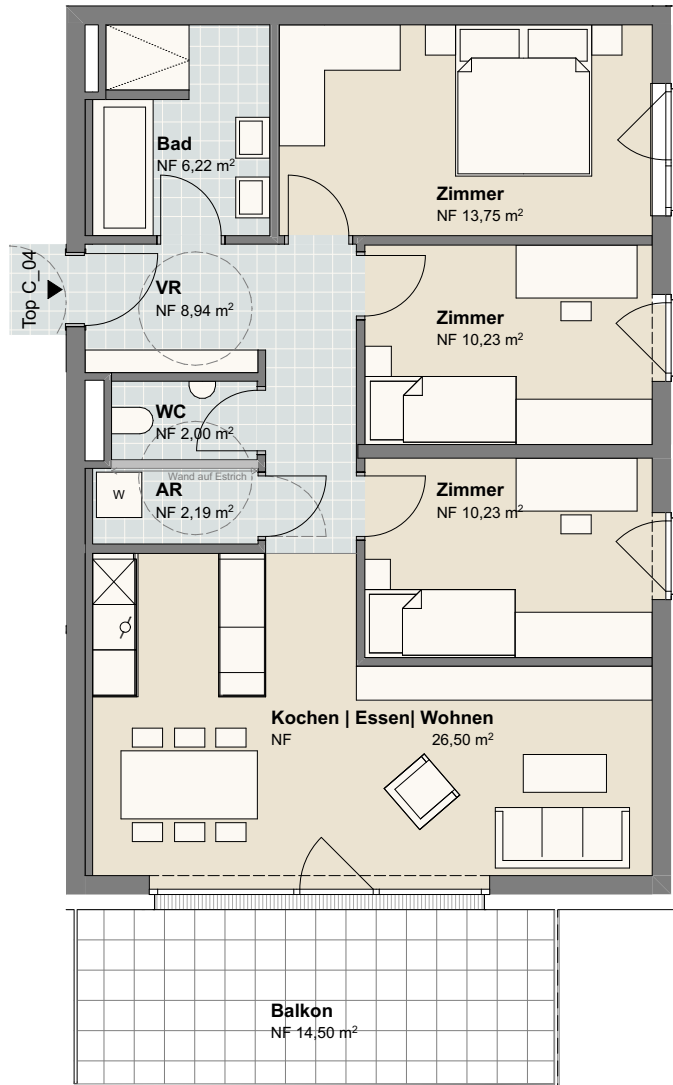 Bad
NF 6,22 m²
Zimmer
NF 13,75 m²
Top C_04
VR
NF 8,94 m²
Zimmer
NF 10,23 m²
WC
NF 2,00 m²
Wand auf Estrich
W
AR
NF 2,19 m²
Zimmer
NF 10,23 m²
Kochen | Essen| Wohnen
NF 26,50 m²
Balkon
NF 14,50 m²